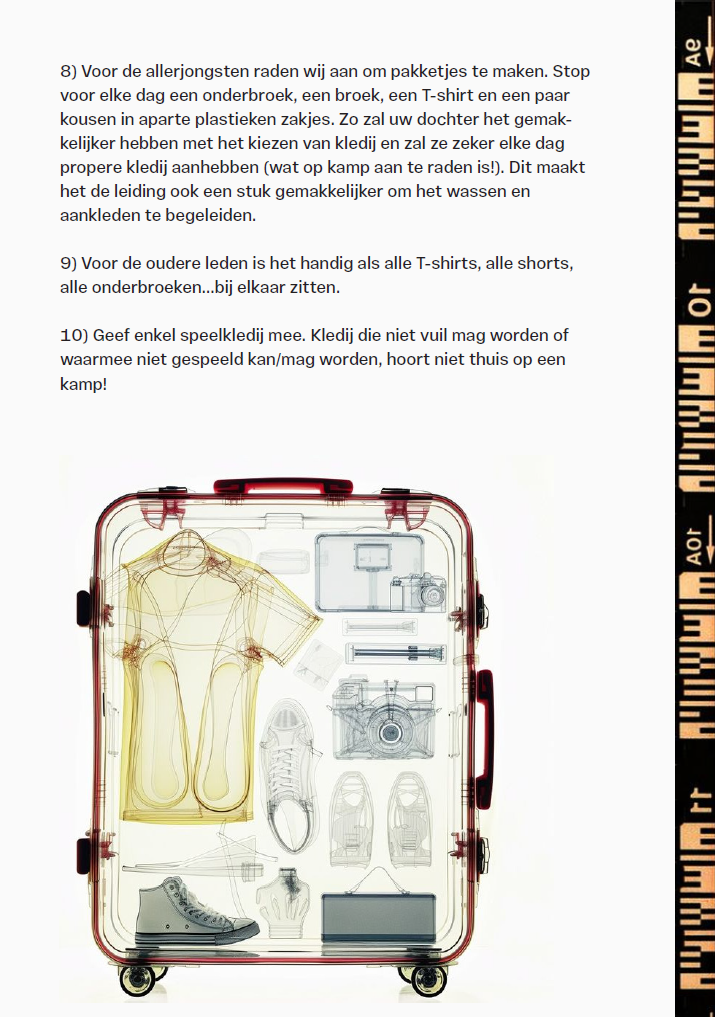 8) Voor de allerjongsten raden wij aan om pakketjes te maken. Stop
voor elke dag een onderbroek, een broek, een T-shirt en een paar
kousen in aparte plastieken zakjes. Zo zal uw dochter het gemak-
kelijker hebben met het kiezen van kledij en zal ze zeker elke dag
propere kledij aanhebben (wat op kamp aan te raden is!). Dit maakt
het de leiding ook een stuk gemakkelijker om het wassen en
aankleden te begeleiden.
9) Voor de oudere leden is het handig als alle T-shirts, alle shorts,
alle onderbroeken...bij elkaar zitten.
10) Geef enkel speelkledij mee. Kledij die niet vuil mag worden of
waarmee niet gespeeld kan/mag worden, hoort niet thuis op een
kamp!
9A
10
10A
11